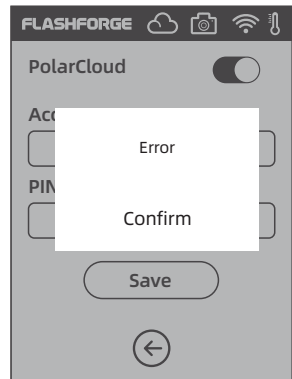 FLASHFORGE
PolarCloud
Acc
Error
PIN
Confirm
Save